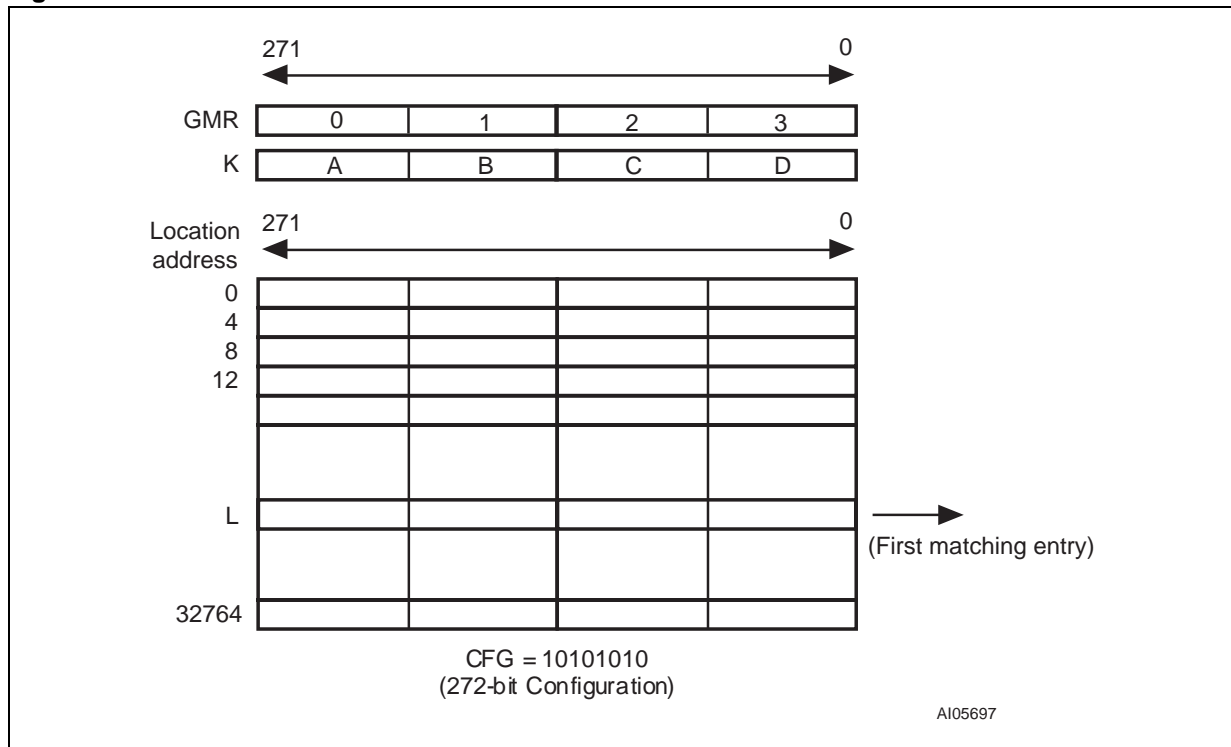 271 0
GMR 0 1 2 3
K A B C D
Location address
271 0
0
4
8
12
L
(First matching entry)
32764
CFG = 10101010
(272-bit Configuration)
AI05697